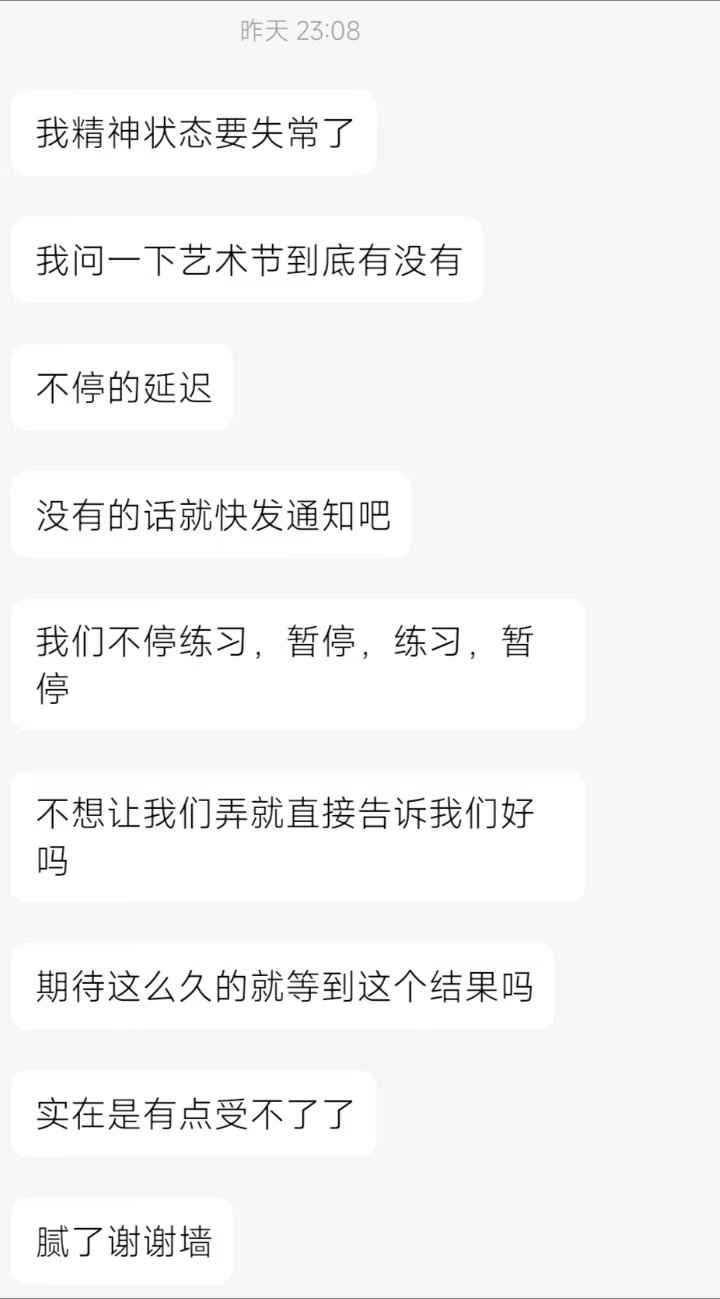 昨天 23:08
我精神状态要失常了
我问一下艺术节到底有没有
不停的延迟
没有的话就快发通知吧
我们不停练习，暂停，练习，暂
停
不想让我们弄就直接告诉我们好
吗
期待这么久的就等到这个结果吗
实在是有点受不了了
腻了谢谢墙